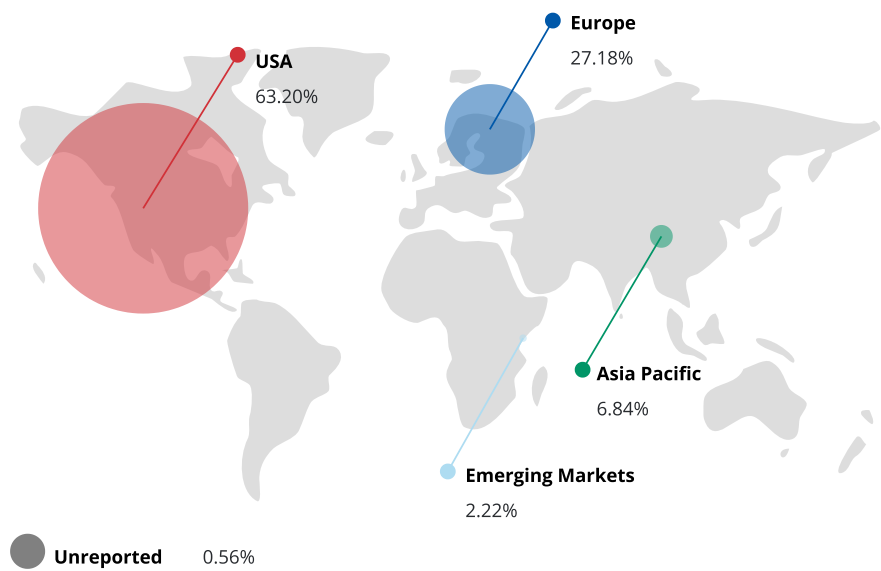 Europe
27.18%
USA
63.20%
Asia Pacific
6.84%
Emerging Markets
2.22%
Unreported 0.56%